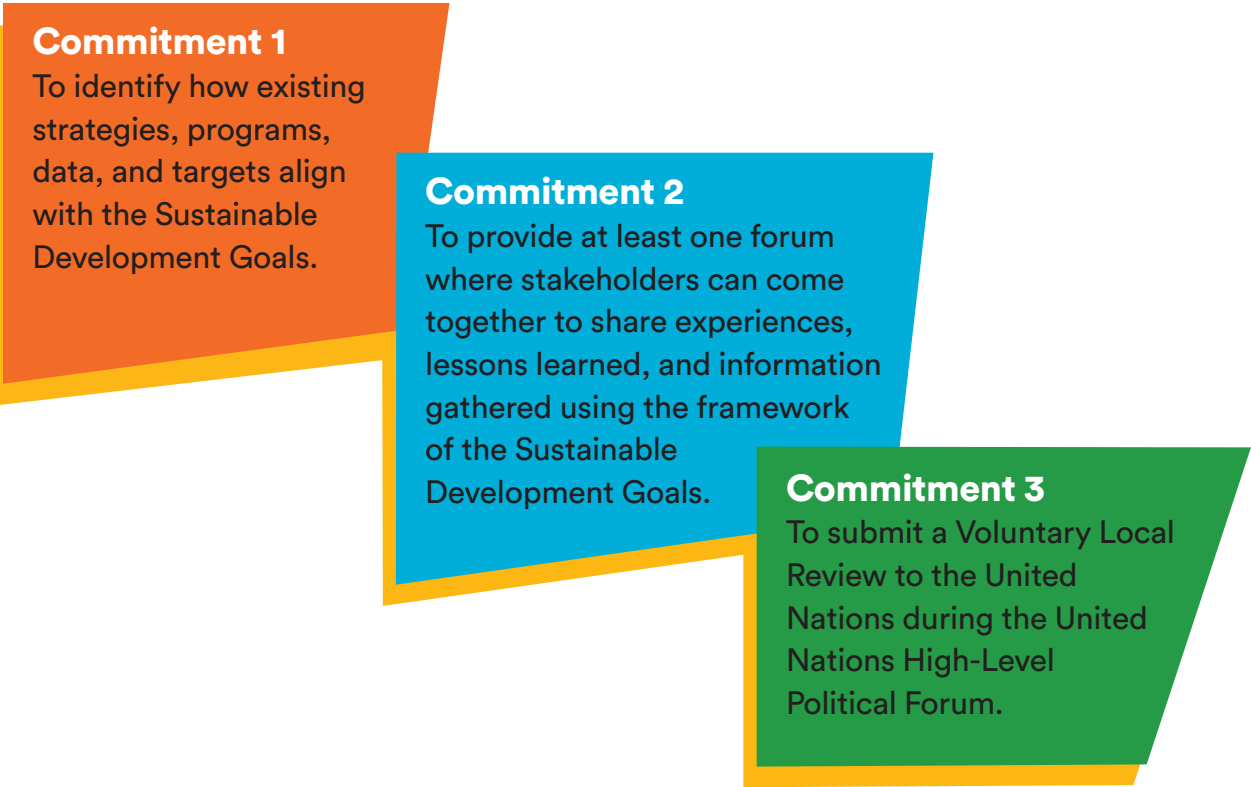 Commitment 1
To identify how existing
strategies, programs,
data, and targets align
with the Sustainable
Development Goals.
Commitment 2
To provide at least one forum
where stakeholders can come
together to share experiences,
lessons learned, and information
gathered using the framework
of the Sustainable
Development Goals.
Commitment 3
To submit a Voluntary Local
Review to the United
Nations during the United
Nations High-Level
Political Forum.